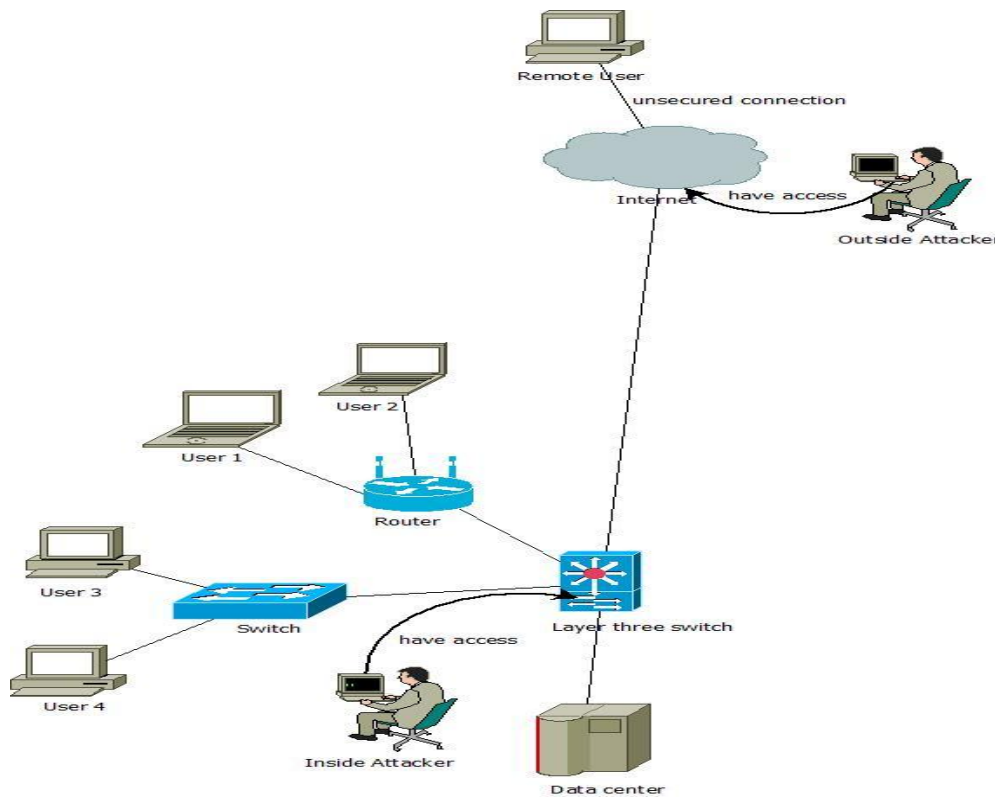 Remote User
unsecured connection
Internet
have access
Outside Attacker
User 2
User 1
Router
User 3
Switch
Layer three switch
have access
User 4
Inside Attacker
Data center